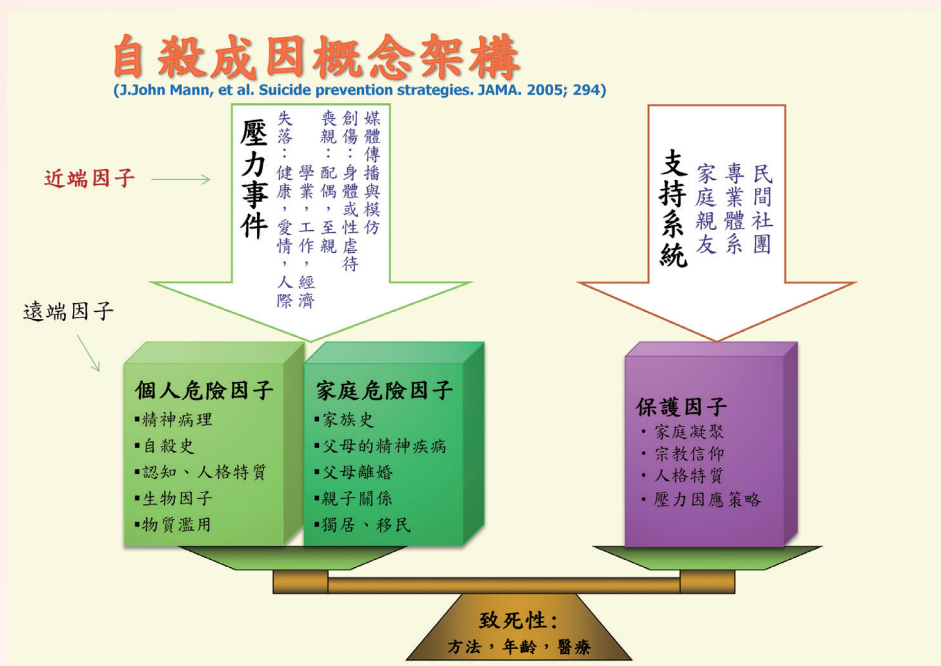 自殺成因概念架構
(J.John Mann, et al. Suicide prevention strategies. JAMA. 2005; 294)
近端因子
遠端因子
媒體傳播與模仿
創傷：身體或性虐待
喪親：配偶，至親
學業，工作，經濟
失落：健康，愛情，人際
壓力事件
民間社團
專業體系
家庭親友
支持系統
個人危險因子
▪精神病理
▪自殺史
▪認知、人格特質
▪生物因子
▪物質濫用
家庭危險因子
▪家族史
▪父母的精神疾病
▪父母離婚
▪親子關係
▪獨居、移民
保護因子
・家庭凝聚
・宗教信仰
・人格特質
・壓力因應策略
致死性：
方法，年齡，醫療